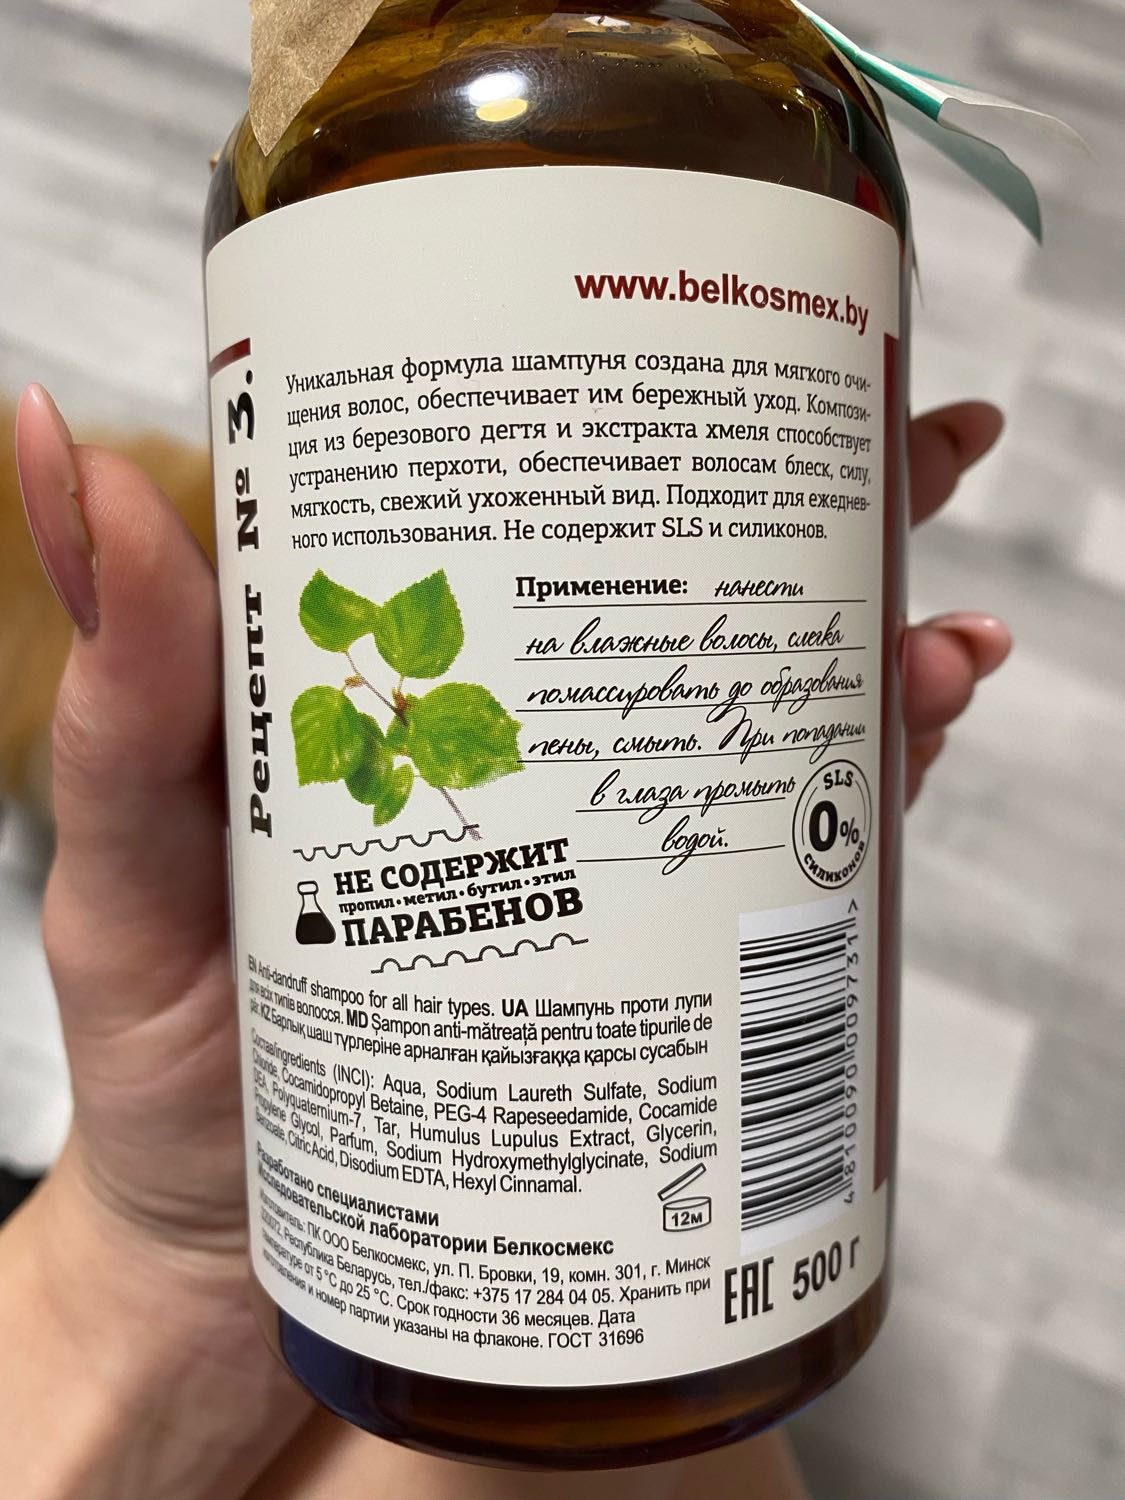 www.belkosmex.by
Рецепт № 3.
Уникальная формула шампуня создана для мягкого очи-
щения волос, обеспечивает им бережный уход. Компози-
ция из березового дегтя и экстракта хмеля способствует
устранению перхоти, обеспечивает волосам блеск, силу,
мягкость, свежий ухоженный вид. Подходит для ежеднев-
ного использования. Не содержит SLS и силиконов.
Применение: нанести
на влажные волосы, слегка
помассировать до образования
пены, смыть. При попадании
в глаза промыть
водой.
SLS
0%
СИЛИКОНОВ
НЕ СОДЕРЖИТ
пропил•метил•бутил•этил
ПАРАБЕНОВ
EN Anti-dandruff shampoo for all hair types. UA Шампунь проти лупи
для всіх типів волосся. MD Șampon anti-mătreață pentru toate tipurile de
păr. KZ Барлық шаш түрлеріне арналған қайызғаққа қарсы сусабын
Состав/ingredients (INCI): Aqua, Sodium Laureth Sulfate, Sodium
Chloride, Cocamidopropyl Betaine, PEG-4 Rapeseedamide, Cocamide
DEA, Polyquaternium-7, Tar, Humulus Lupulus Extract, Glycerin,
Propylene Glycol, Parfum, Sodium Hydroxymethylglycinate, Sodium
Benzoate, Citric Acid, Disodium EDTA, Hexyl Cinnamal.
Разработано специалистами
Исследовательской лаборатории Белкосмекс
Изготовитель: ПК ООО Белкосмекс, ул. П. Бровки, 19, комн. 301, г. Минск
220072, Республика Беларусь, тел./факс: +375 17 284 04 05. Хранить при
температуре от 5 °C до 25 °C. Срок годности 36 месяцев. Дата
изготовления и номер партии указаны на флаконе. ГОСТ 31696
12м
4 810090 009731 >
EAC 500 г